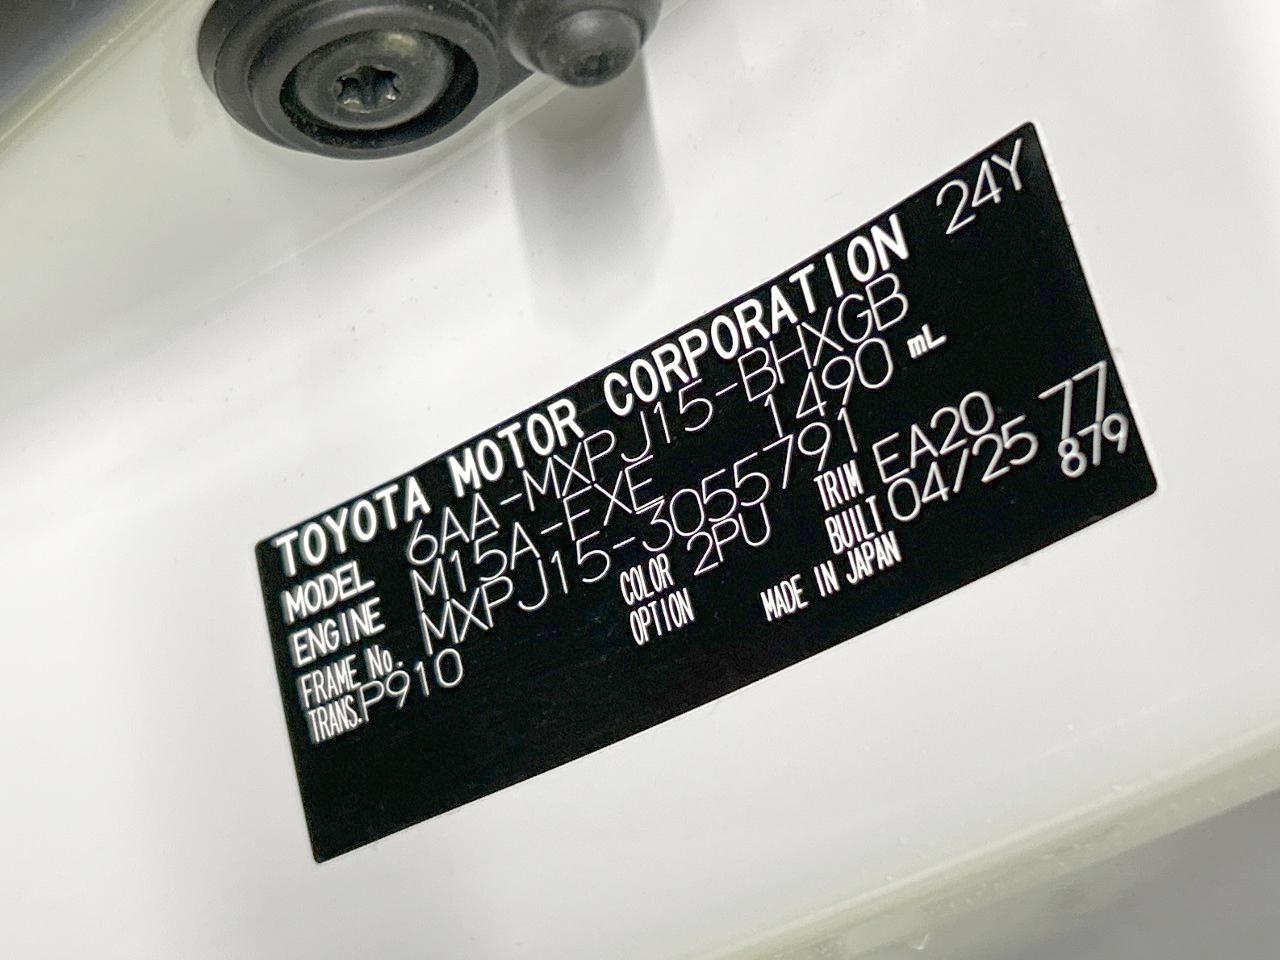 TOYOTA MOTOR CORPORATION 24Y
MODEL 6AA-MXPJ15-BHXGB
ENGINE M15A-FXE 1490 mL
FRAME No. MXPJ15-3055791
TRANS. P910 COLOR 2PU TRIM EA20 77
OPTION BUILT 04/25 879
MADE IN JAPAN